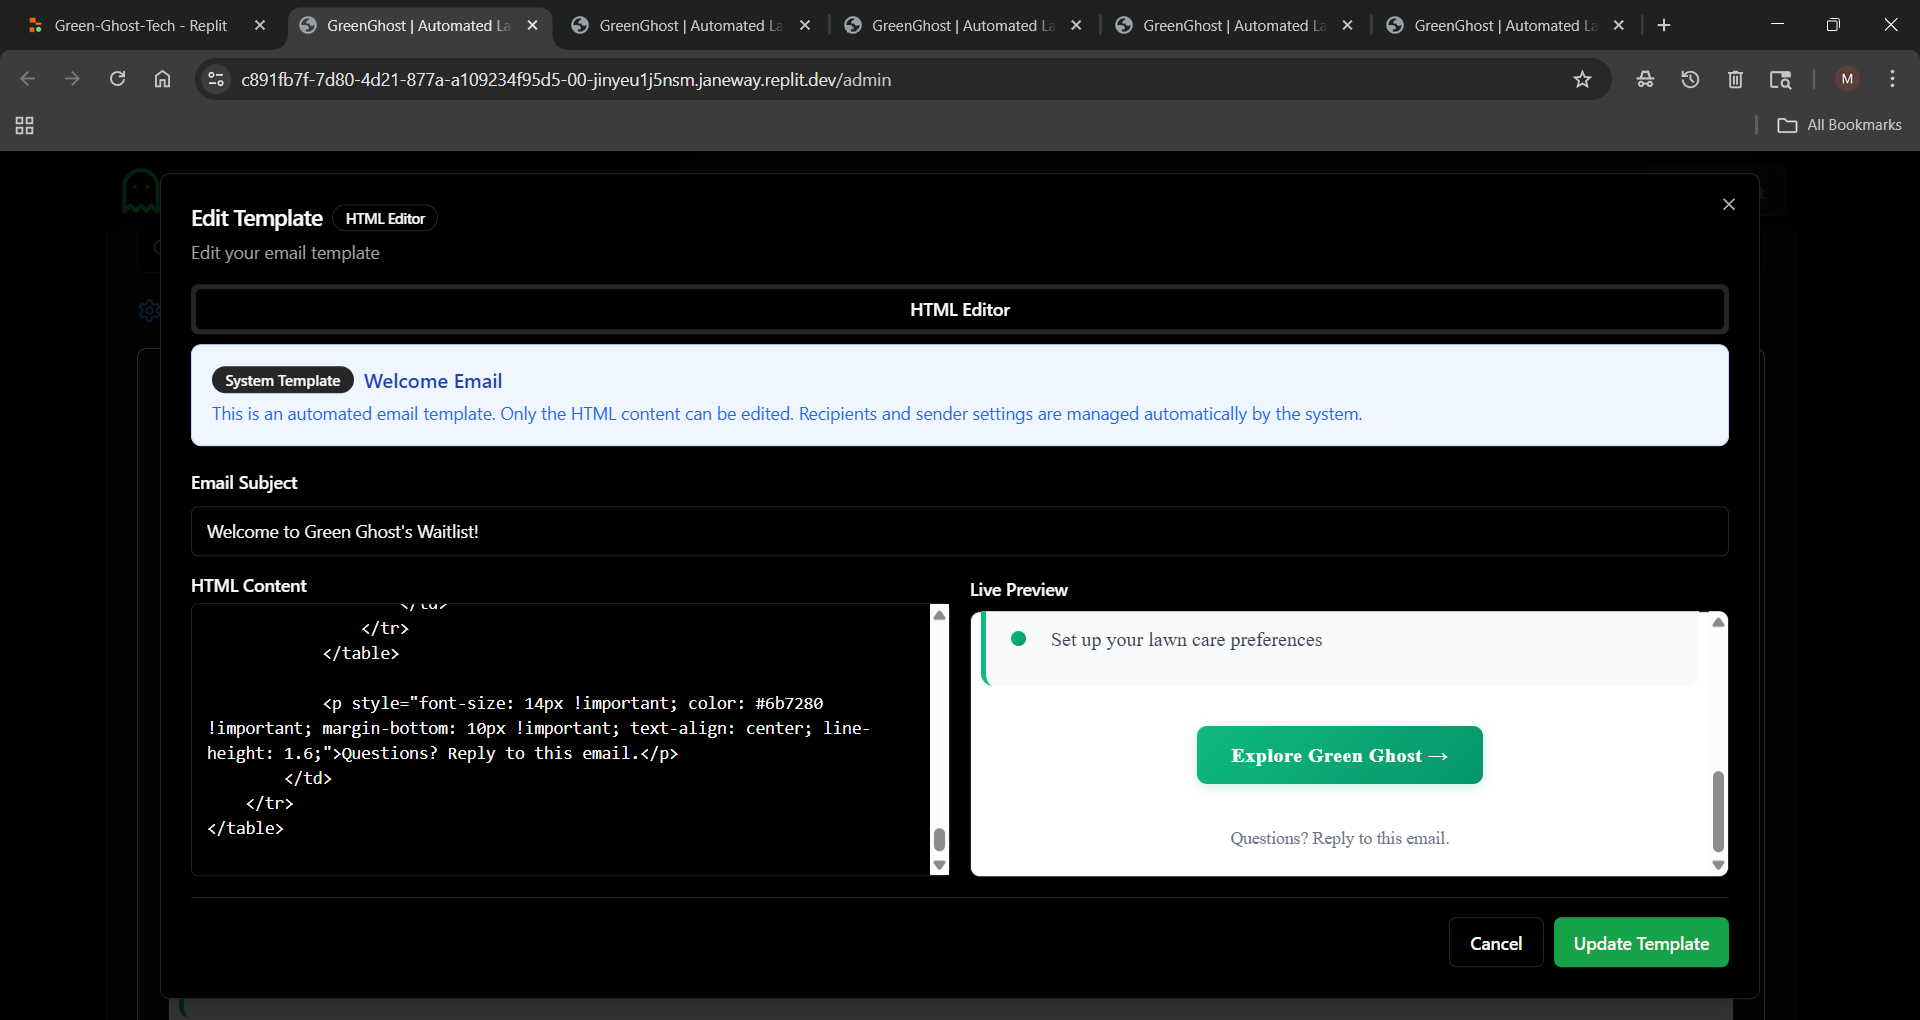 Green-Ghost-Tech - Replit
GreenGhost | Automated La
GreenGhost | Automated La
GreenGhost | Automated La
GreenGhost | Automated La
GreenGhost | Automated La
c891fb7f-7d80-4d21-877a-a109234f95d5-00-jinyeu1j5nsm.janeway.replit.dev/admin
M
All Bookmarks
Edit Template
HTML Editor
Edit your email template
HTML Editor
System Template
Welcome Email
This is an automated email template. Only the HTML content can be edited. Recipients and sender settings are managed automatically by the system.
Email Subject
Welcome to Green Ghost's Waitlist!
HTML Content
</td>
</tr>
</table>
<p style="font-size: 14px !important; color: #6b7280
!important; margin-bottom: 10px !important; text-align: center; line-
height: 1.6;">Questions? Reply to this email.</p>
</td>
</tr>
</table>
Live Preview
Set up your lawn care preferences
Explore Green Ghost →
Questions? Reply to this email.
Cancel
Update Template